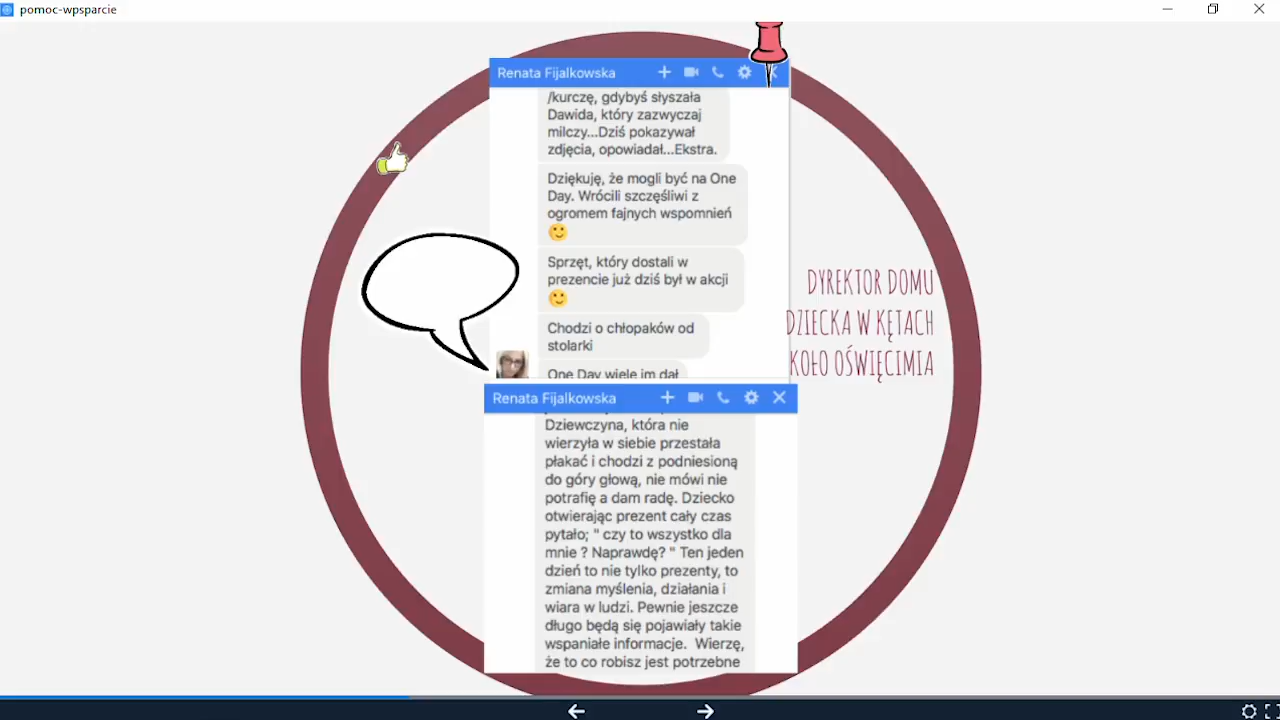 pomoc-wpsparcie
Renata Fijalkowska
/kurczę, gdybyś słyszała
Dawida, który zazwyczaj
milczy...Dziś pokazywał
zdjęcia, opowiadał...Ekstra.
Dziękuję, że mogli być na One
Day. Wrócili szczęśliwi z
ogromem fajnych wspomnień
Sprzęt, który dostali w
prezencie już dziś był w akcji
Chodzi o chłopaków od
stolarki
One Day wiele im dał
DYREKTOR DOMU
DZIECKA W KĘTACH
KOŁO OŚWIĘCIMIA
Renata Fijalkowska
Dziewczyna, która nie
wierzyła w siebie przestała
płakać i chodzi z podniesioną
do góry głową, nie mówi nie
potrafię a dam radę. Dziecko
otwierając prezent cały czas
pytało; " czy to wszystko dla
mnie ? Naprawdę? " Ten jeden
dzień to nie tylko prezenty, to
zmiana myślenia, działania i
wiara w ludzi. Pewnie jeszcze
długo będą się pojawiały takie
wspaniałe informacje. Wierzę,
że to co robisz jest potrzebne